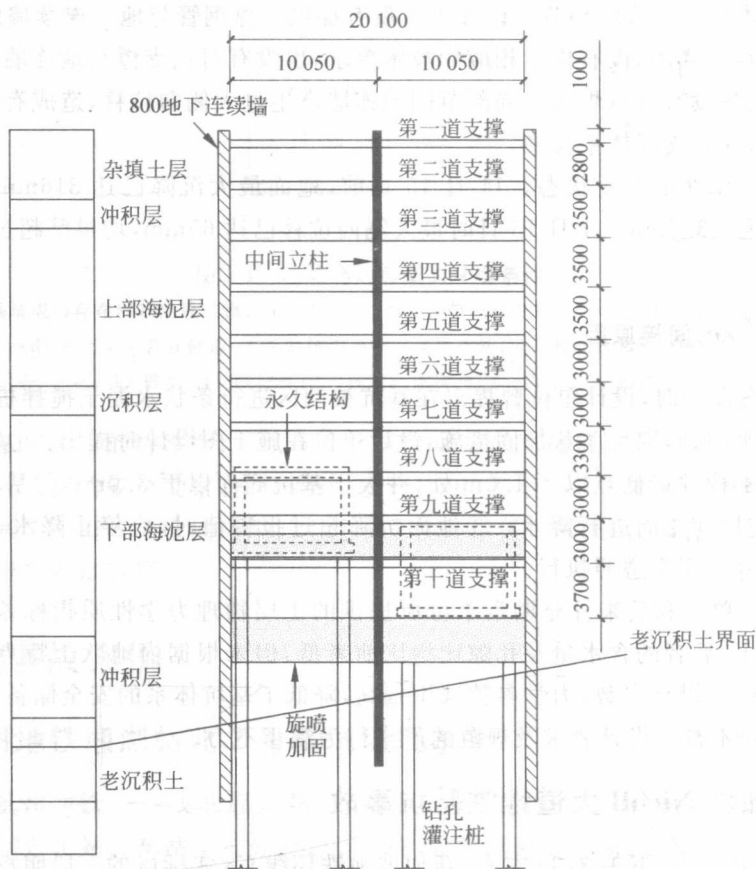 20 100
10 050
10 050
1000
800地下连续墙
第一道支撑
杂填土层
第二道支撑
2800
冲积层
第三道支撑
3500
中间立柱
第四道支撑
3500
上部海泥层
第五道支撑
3500
第六道支撑
3000
沉积层
永久结构
第七道支撑
3000
第八道支撑
3300
第九道支撑
3000
下部海泥层
3000
第十道支撑
3700
老沉积土界面
冲积层
旋喷
加固
老沉积土
钻孔
灌注桩